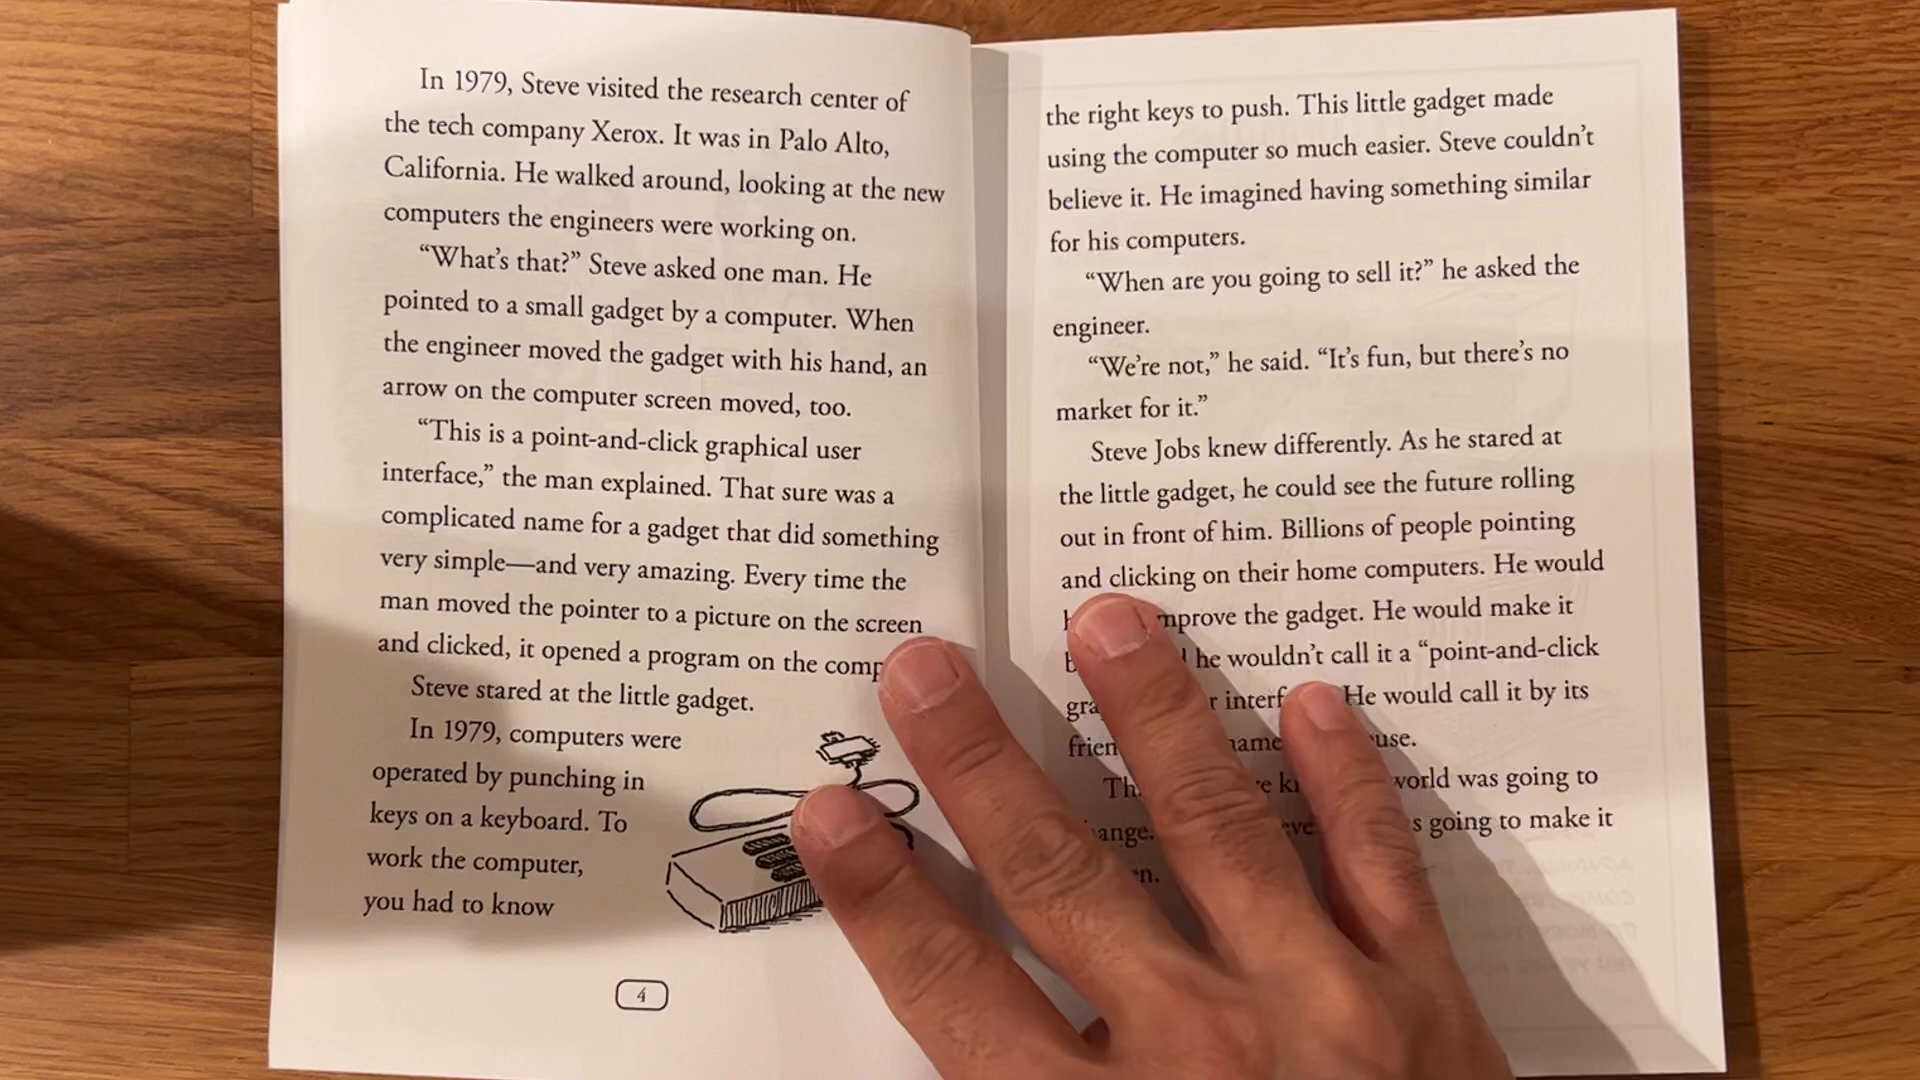 In 1979, Steve visited the research center of
the tech company Xerox. It was in Palo Alto,
California. He walked around, looking at the new
computers the engineers were working on.
“What’s that?” Steve asked one man. He
pointed to a small gadget by a computer. When
the engineer moved the gadget with his hand, an
arrow on the computer screen moved, too.
“This is a point-and-click graphical user
interface,” the man explained. That sure was a
complicated name for a gadget that did something
very simple—and very amazing. Every time the
man moved the pointer to a picture on the screen
and clicked, it opened a program on the
Steve stared at the little gadget.
In 1979, computers were
operated by punching in
keys on a keyboard. To
work the computer,
you had to know
4
the right keys to push. This little gadget made
using the computer so much easier. Steve couldn’t
believe it. He imagined having something similar
for his computers.
“When are you going to sell it?” he asked the
engineer.
“We’re not,” he said. “It’s fun, but there’s no
market for it.”
Steve Jobs knew differently. As he stared at
the little gadget, he could see the future rolling
out in front of him. Billions of people pointing
and clicking on their home computers. He would
the gadget. He would make it
he wouldn’t call it a “point-and-click
He would call it by its
world was going to
going to make it